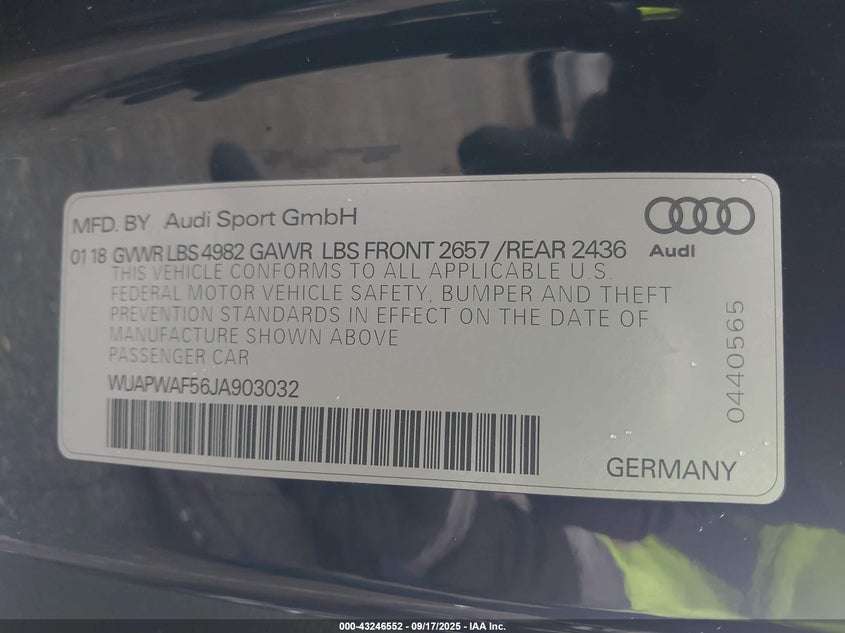 MFD. BY Audi Sport GmbH
01 18 GVWR LBS 4982 GAWR LBS FRONT 2657 /REAR 2436
Audi
THIS VEHICLE CONFORMS TO ALL APPLICABLE U.S.
FEDERAL MOTOR VEHICLE SAFETY, BUMPER AND THEFT
PREVENTION STANDARDS IN EFFECT ON THE DATE OF
MANUFACTURE SHOWN ABOVE
PASSENGER CAR
WUAPWAF56JA903032
0440565
GERMANY
000-43246552 - 09/17/2025 - IAA Inc.